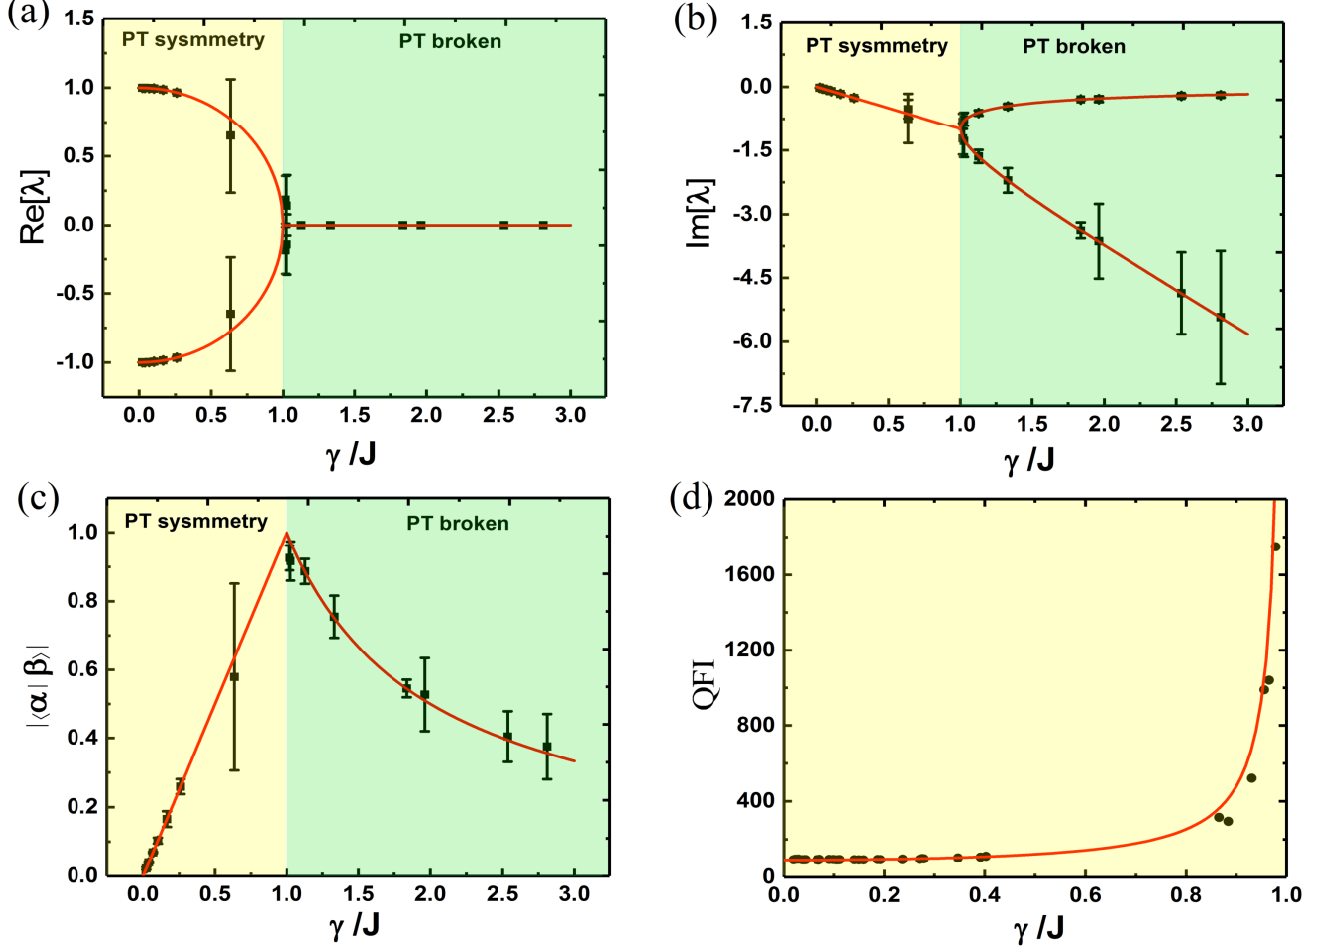 (a)
PT sysmmetry
PT broken
1.5
1.0
0.5
0.0
-0.5
-1.0
Re[λ]
0.0 0.5 1.0 1.5 2.0 2.5 3.0
γ /J
(b)
PT sysmmetry
PT broken
1.5
0.0
-1.5
-3.0
-4.5
-6.0
-7.5
Im[λ]
0.0 0.5 1.0 1.5 2.0 2.5 3.0
γ /J
(c)
PT sysmmetry
PT broken
1.0
0.8
0.6
0.4
0.2
0.0
|⟨α|β⟩|
0.0 0.5 1.0 1.5 2.0 2.5 3.0
γ /J
(d)
2000
1600
1200
800
400
0
QFI
0.0 0.2 0.4 0.6 0.8 1.0
γ /J